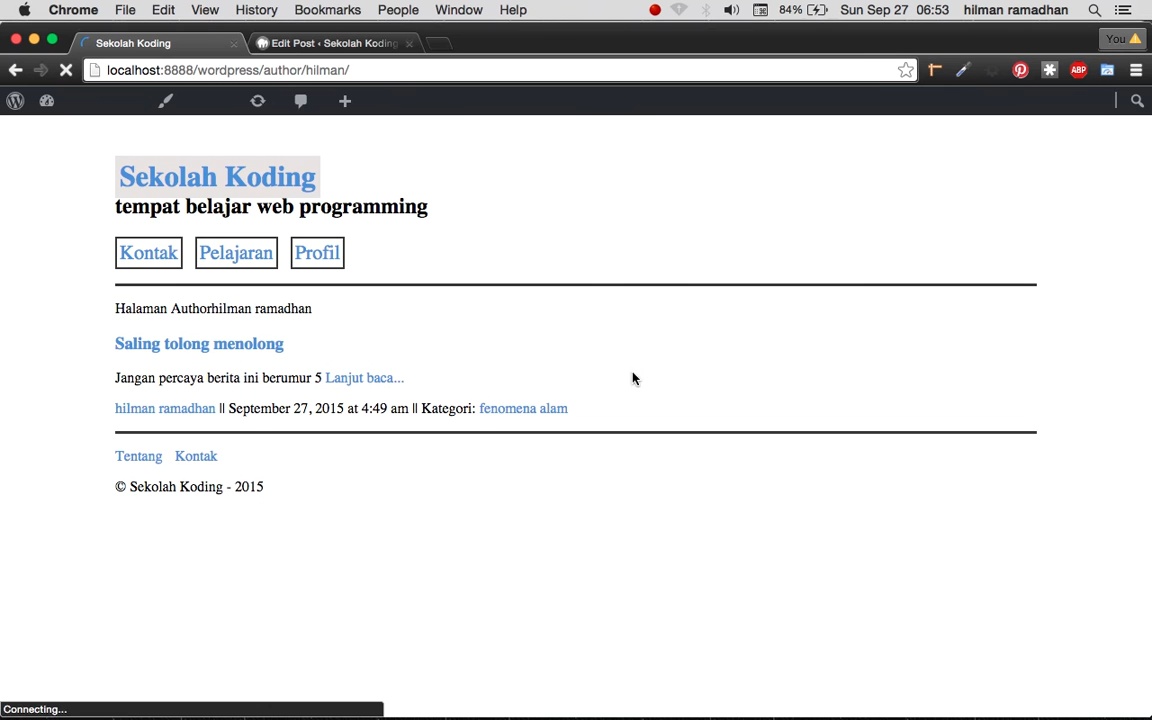 Chrome File Edit View History Bookmarks People Window Help 84% Sun Sep 27 06:53 hilman ramadhan
Sekolah Koding Edit Post ‹ Sekolah Koding You
localhost:8888/wordpress/author/hilman/ ABP
Sekolah Koding
tempat belajar web programming
Kontak Pelajaran Profil
Halaman Authorhilman ramadhan
Saling tolong menolong
Jangan percaya berita ini berumur 5 Lanjut baca...
hilman ramadhan || September 27, 2015 at 4:49 am || Kategori: fenomena alam
Tentang Kontak
© Sekolah Koding - 2015
Connecting...